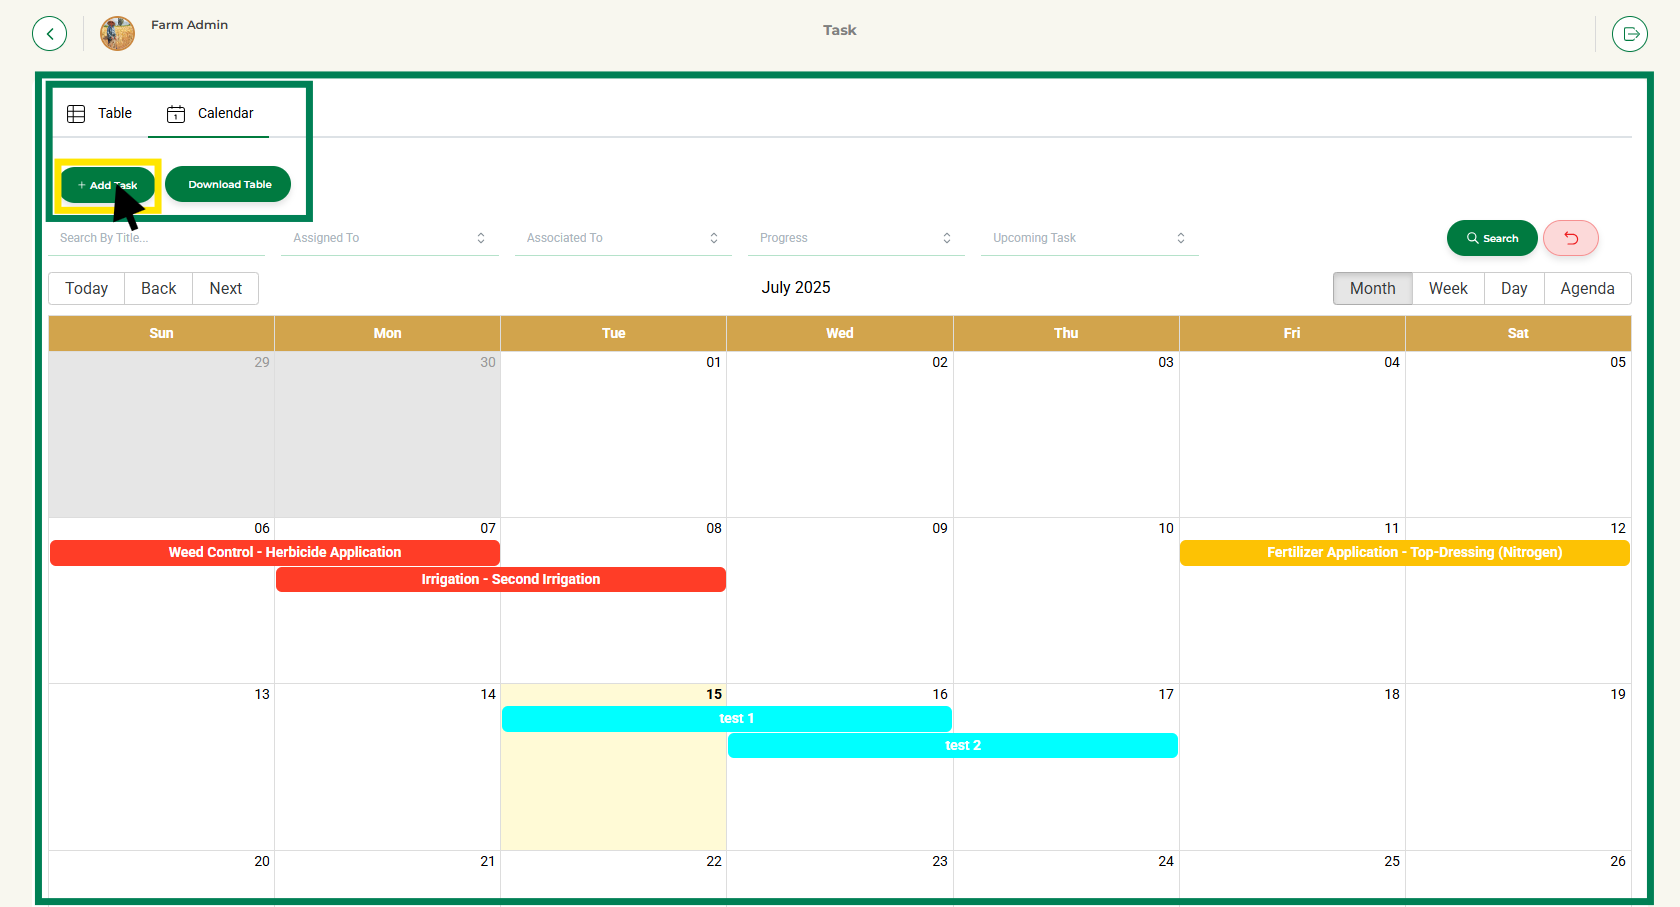 Farm Admin
Task
Table
1
Calendar
+ Add Task
Download Table
Search By Title...
Assigned To
Associated To
Progress
Upcoming Task
Search
Today
Back
Next
July 2025
Month
Week
Day
Agenda
Sun Mon Tue Wed Thu Fri Sat
29 30 01 02 03 04 05
06 07 08 09 10 11 12
Weed Control - Herbicide Application
Fertilizer Application - Top-Dressing (Nitrogen)
Irrigation - Second Irrigation
13 14 15 16 17 18 19
test 1
test 2
20 21 22 23 24 25 26